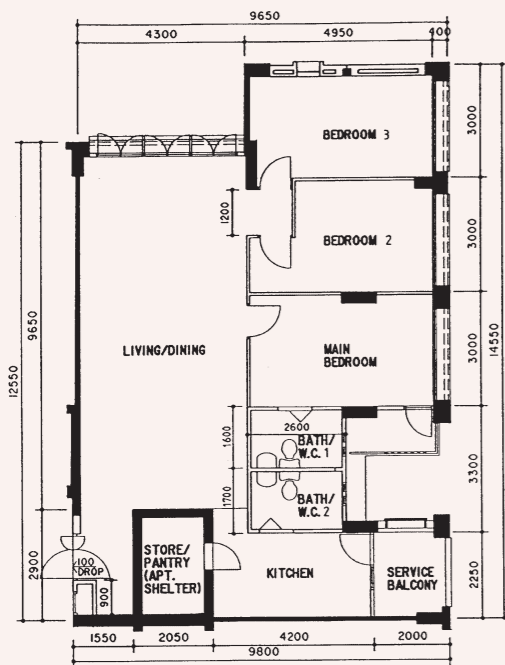 9650
4300
4950
400
BEDROOM 3
3000
1200
BEDROOM 2
3000
9650
12550
LIVING/DINING
MAIN
BEDROOM
3000
14550
1600
2600
BATH/
W.C. 1
3300
1700
BATH/
W.C. 2
2900
100
DROP
900
STORE/
PANTRY
(APT.
SHELTER)
KITCHEN
SERVICE
BALCONY
2250
1550
2050
4200
2000
9800